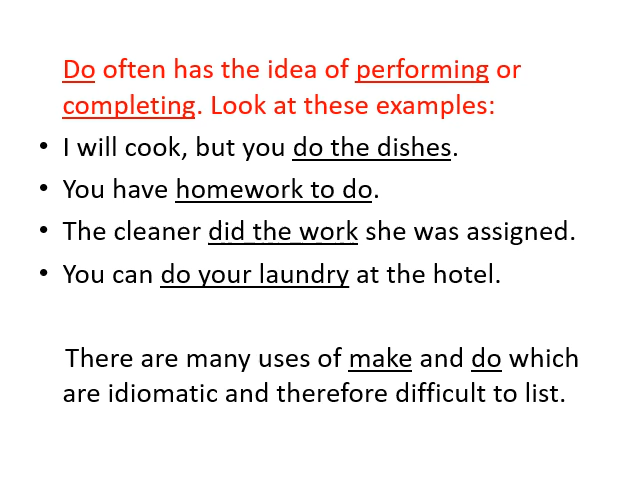 Do often has the idea of performing or
completing. Look at these examples:
• I will cook, but you do the dishes.
• You have homework to do.
• The cleaner did the work she was assigned.
• You can do your laundry at the hotel.
There are many uses of make and do which
are idiomatic and therefore difficult to list.